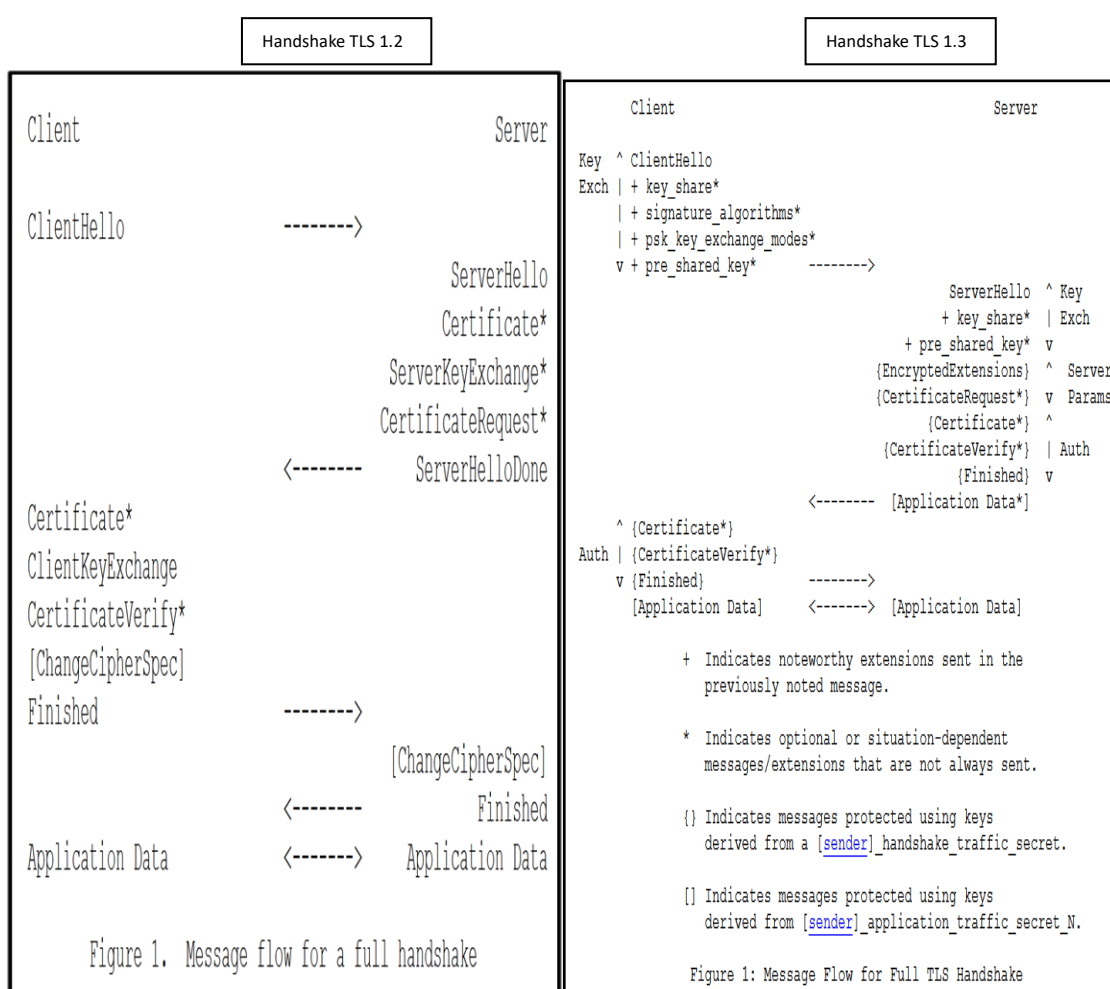 Handshake TLS 1.2
Client Server
ClientHello -------->
ServerHello
Certificate*
ServerKeyExchange*
CertificateRequest*
<-------- ServerHelloDone
Certificate*
ClientKeyExchange
CertificateVerify*
[ChangeCipherSpec]
Finished -------->
[ChangeCipherSpec]
<-------- Finished
Application Data <-------> Application Data
Figure 1. Message flow for a full handshake
Handshake TLS 1.3
Client Server
Key ^ ClientHello
Exch | + key_share*
| + signature_algorithms*
| + psk_key_exchange_modes*
v + pre_shared_key* -------->
ServerHello ^ Key
+ key_share* | Exch
+ pre_shared_key* v
{EncryptedExtensions} ^ Server
{CertificateRequest*} v Params
{Certificate*} ^
{CertificateVerify*} | Auth
{Finished} v
<-------- [Application Data*]
^ {Certificate*}
Auth | {CertificateVerify*}
v {Finished} -------->
[Application Data] <-------> [Application Data]
+ Indicates noteworthy extensions sent in the
previously noted message.
* Indicates optional or situation-dependent
messages/extensions that are not always sent.
{} Indicates messages protected using keys
derived from a [sender]_handshake_traffic_secret.
[] Indicates messages protected using keys
derived from [sender]_application_traffic_secret_N.
Figure 1: Message Flow for Full TLS Handshake